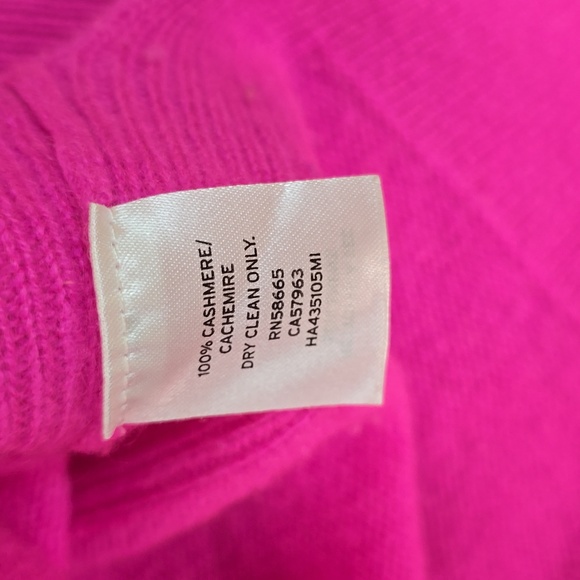 100% CASHMERE/
CACHEMIRE
DRY CLEAN ONLY.
RN58665
CA57963
HA435105MI